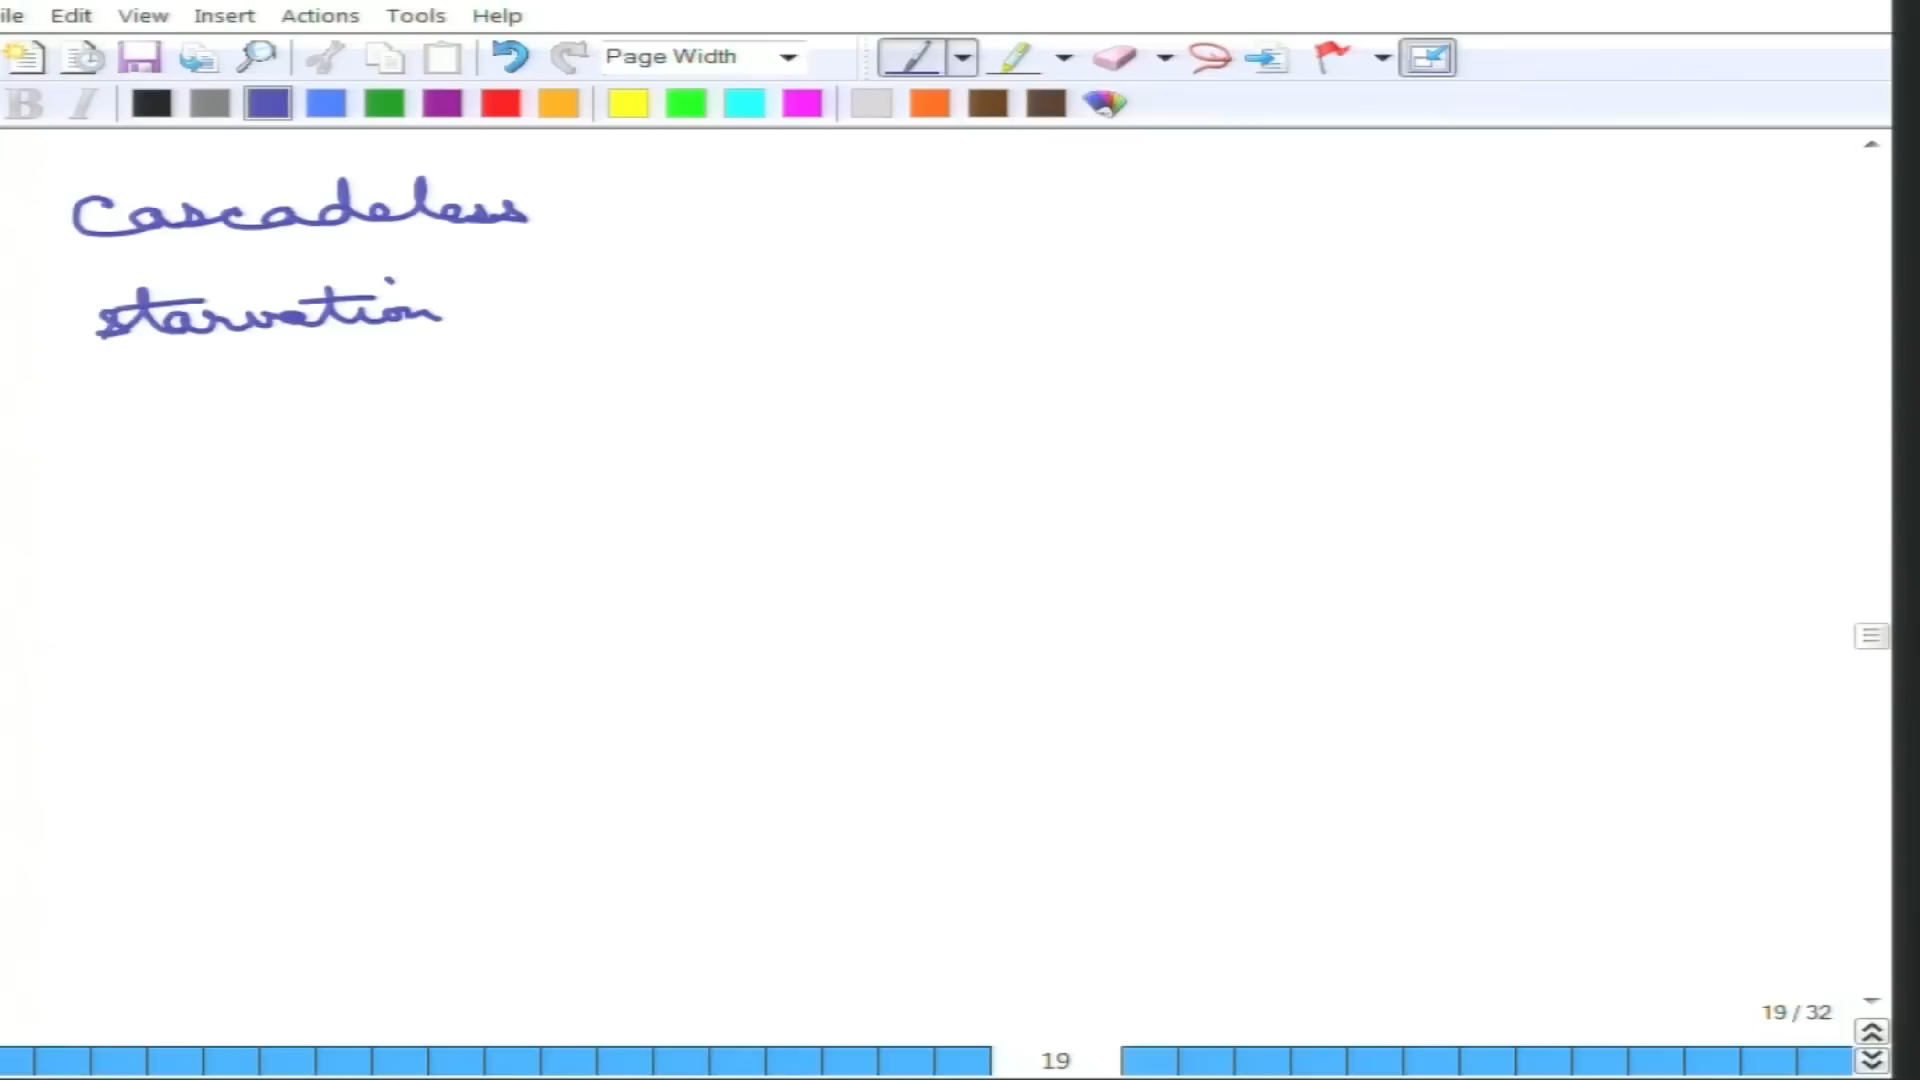 ile Edit View Insert Actions Tools Help
Page Width
B I
Cascadeless
starvation
19 / 32
19